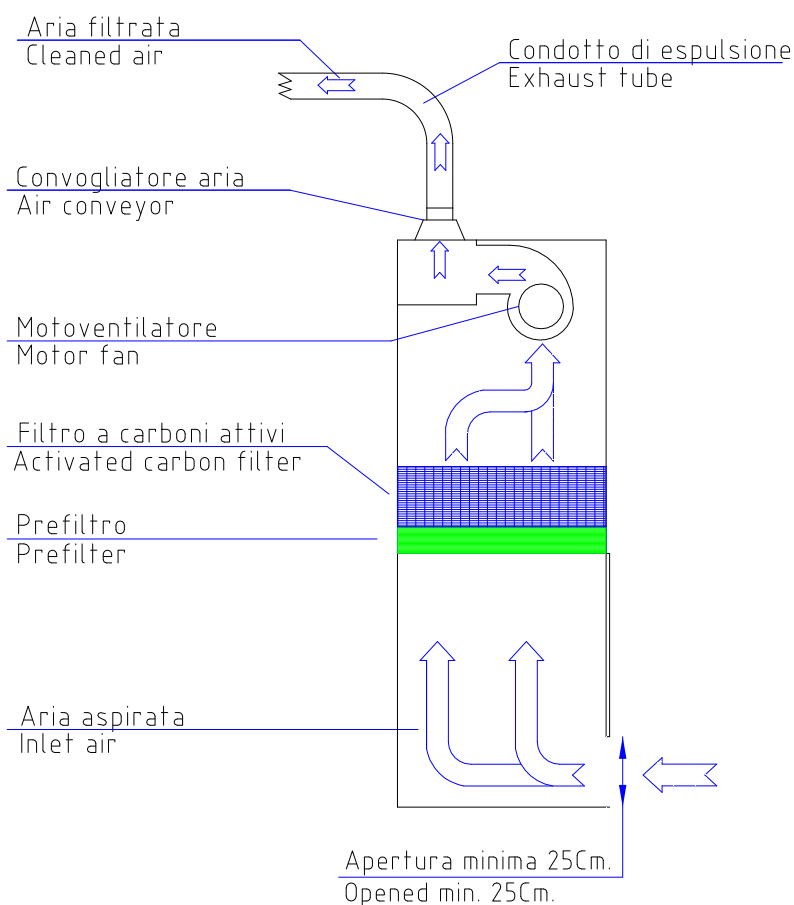 Aria filtrata
Cleaned air
Condotto di espulsione
Exhaust tube
Convogliatore aria
Air conveyor
Motoventilatore
Motor fan
Filtro a carboni attivi
Activated carbon filter
Prefiltro
Prefilter
Aria aspirata
Inlet air
Apertura minima 25Cm.
Opened min. 25Cm.